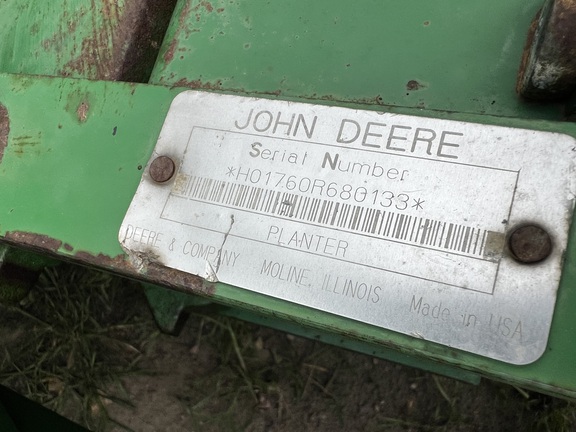 JOHN DEERE
Serial Number
*H01760R680133*
PLANTER
DEERE & COMPANY MOLINE, ILLINOIS Made in USA